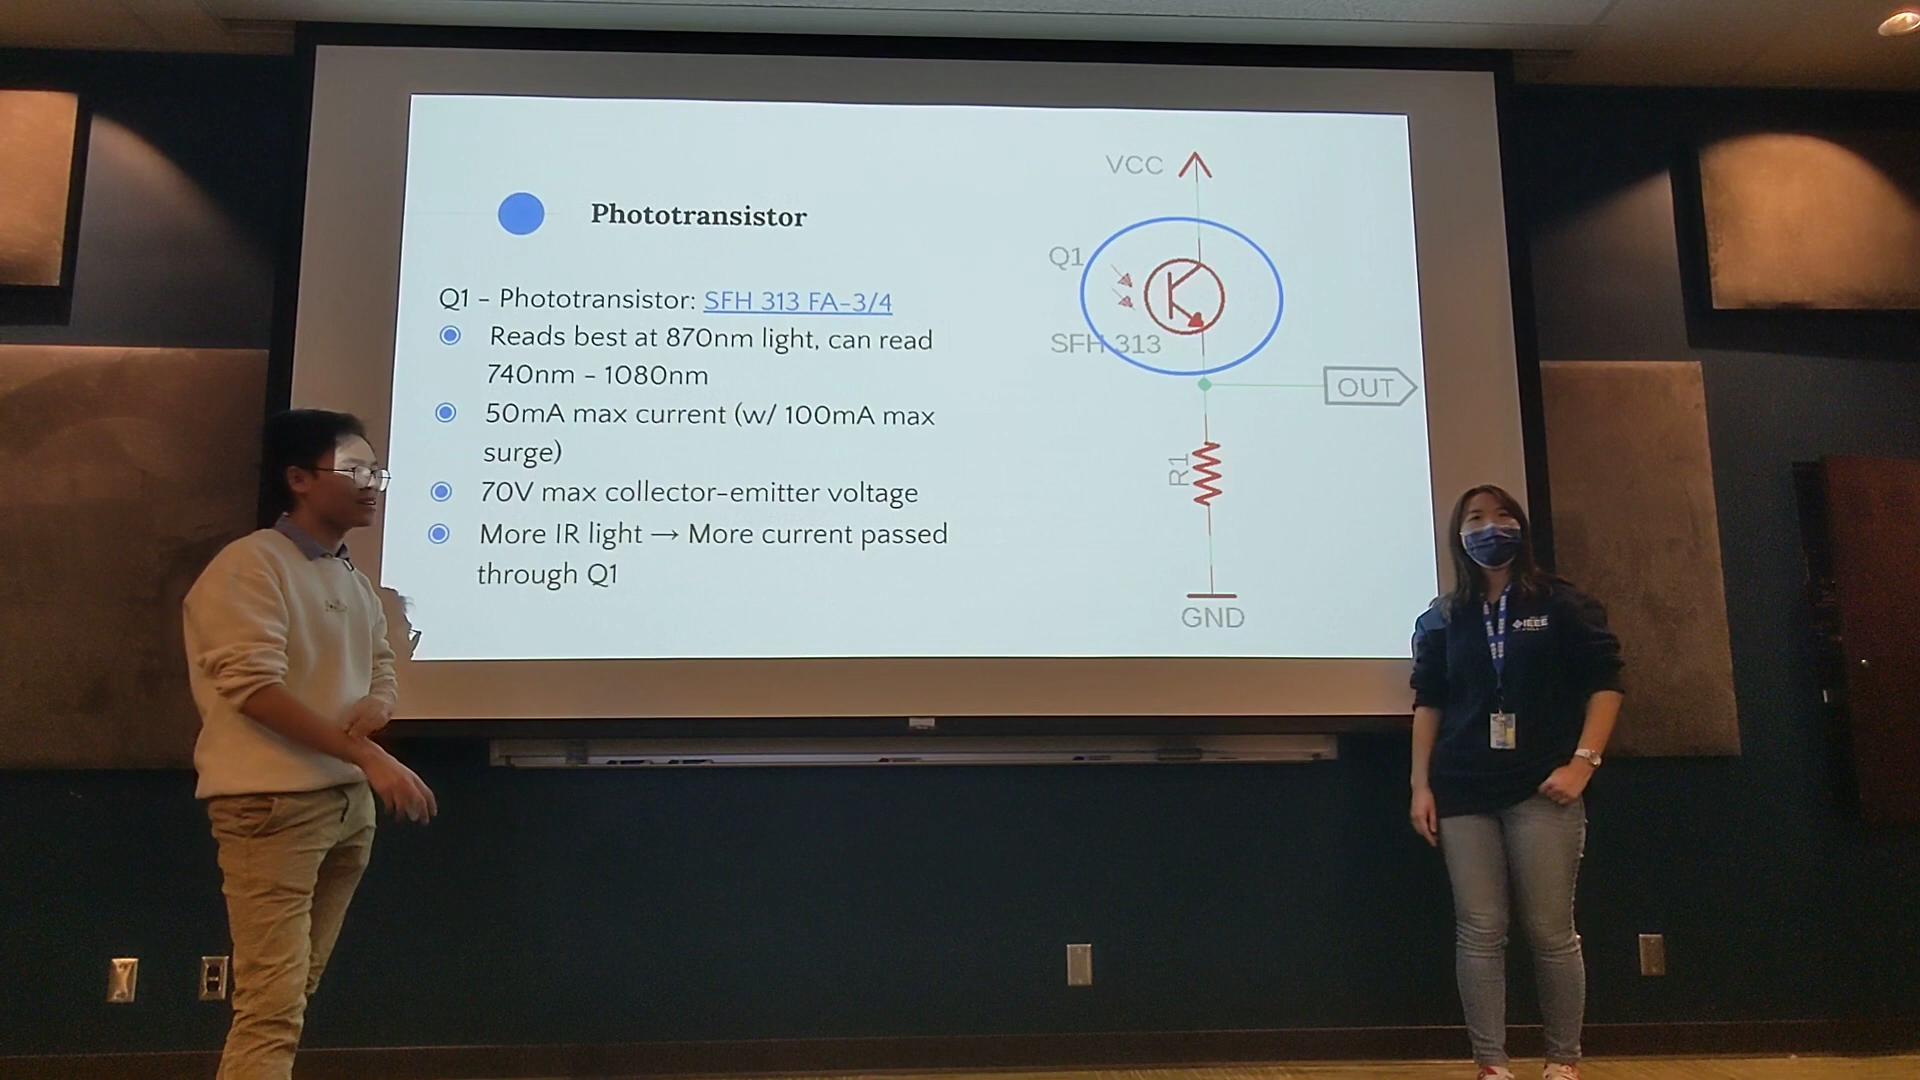 Phototransistor
Q1 – Phototransistor: SFH 313 FA-3/4
Reads best at 870nm light, can read
740nm – 1080nm
50mA max current (w/ 100mA max
surge)
70V max collector-emitter voltage
More IR light → More current passed
through Q1
VCC
Q1
SFH 313
OUT
R1
GND
IEEE